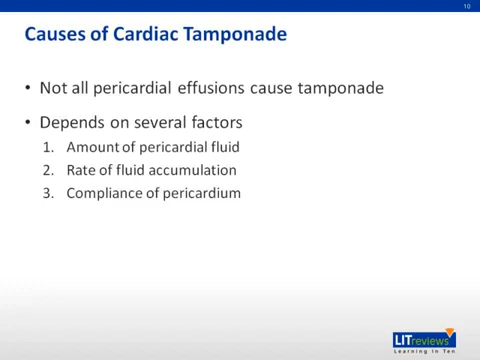 10
Causes of Cardiac Tamponade
• Not all pericardial effusions cause tamponade
• Depends on several factors
1. Amount of pericardial fluid
2. Rate of fluid accumulation
3. Compliance of pericardium
LITreviews
Learning in Ten